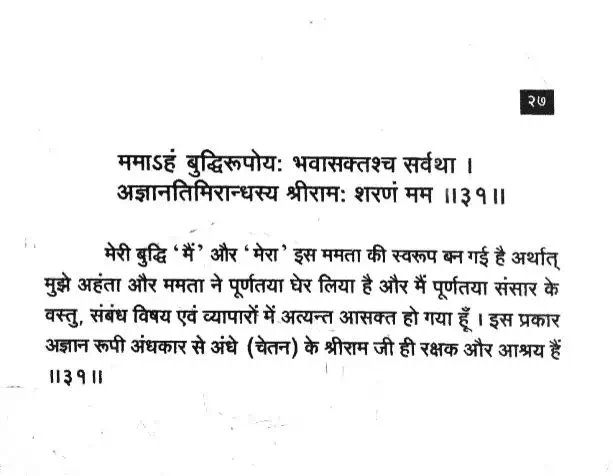 २७
ममाऽहं बुद्धिरूपोयः भवासक्तश्च सर्वथा ।
अज्ञानतिमिरान्धस्य श्रीरामः शरणं मम ॥३१॥
मेरी बुद्धि ‘मैं’ और ‘मेरा’ इस ममता की स्वरूप बन गई है अर्थात्
मुझे अहंता और ममता ने पूर्णतया घेर लिया है और मैं पूर्णतया संसार के
वस्तु, संबंध विषय एवं व्यापारों में अत्यन्त आसक्त हो गया हूँ । इस प्रकार
अज्ञान रूपी अंधकार से अंधे (चेतन) के श्रीराम जी ही रक्षक और आश्रय हैं
॥३१॥